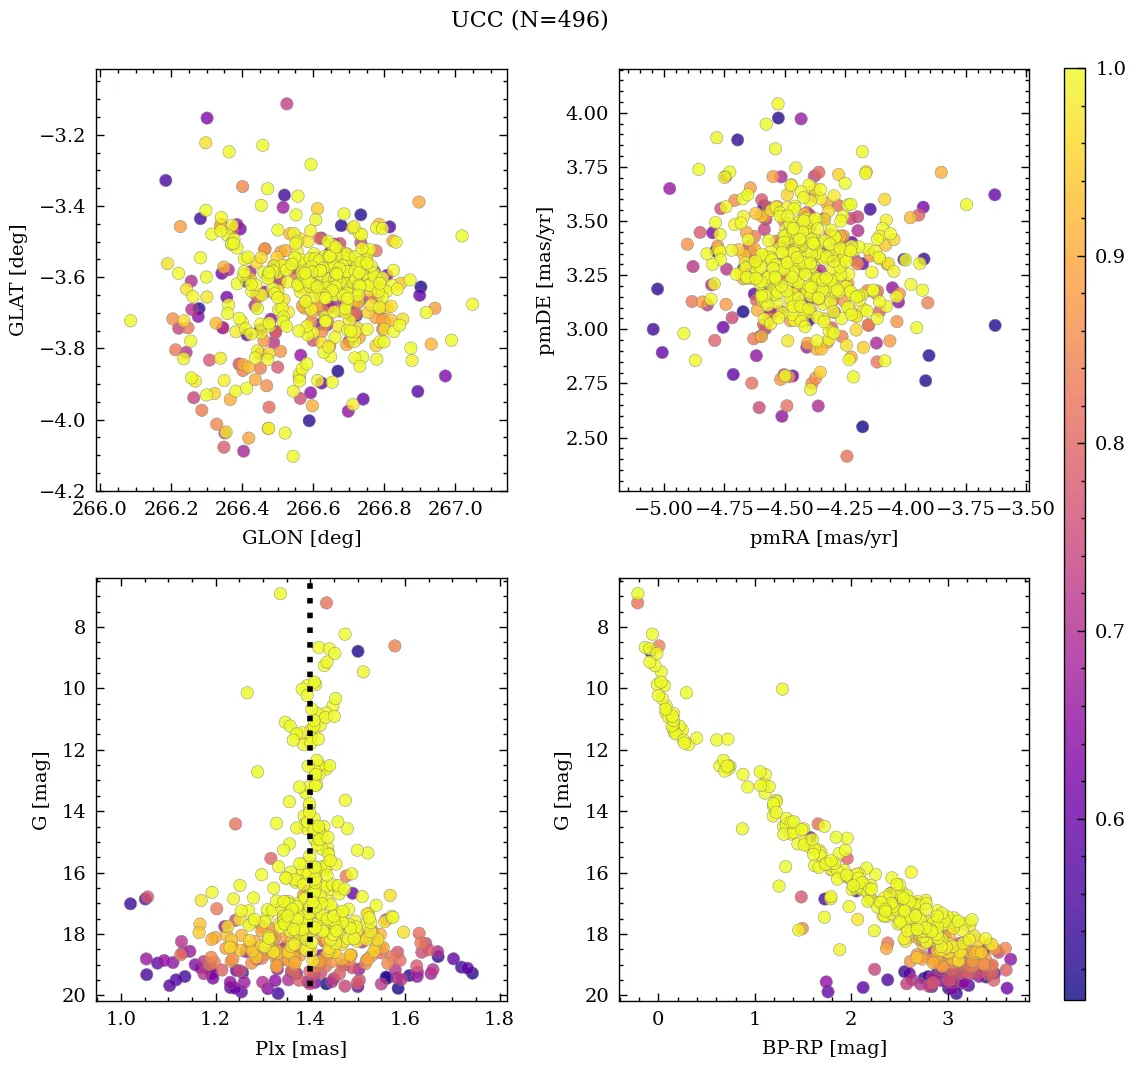 UCC (N=496)
−3.2
−3.4
−3.6
−3.8
−4.0
−4.2
GLAT [deg]
266.0 266.2 266.4 266.6 266.8 267.0
GLON [deg]
4.00
3.75
3.50
3.25
3.00
2.75
2.50
pmDE [mas/yr]
−5.00 −4.75 −4.50 −4.25 −4.00 −3.75 −3.50
pmRA [mas/yr]
8
10
12
14
16
18
20
G [mag]
1.0 1.2 1.4 1.6 1.8
Plx [mas]
8
10
12
14
16
18
20
G [mag]
0 1 2 3
BP-RP [mag]
1.0
0.9
0.8
0.7
0.6